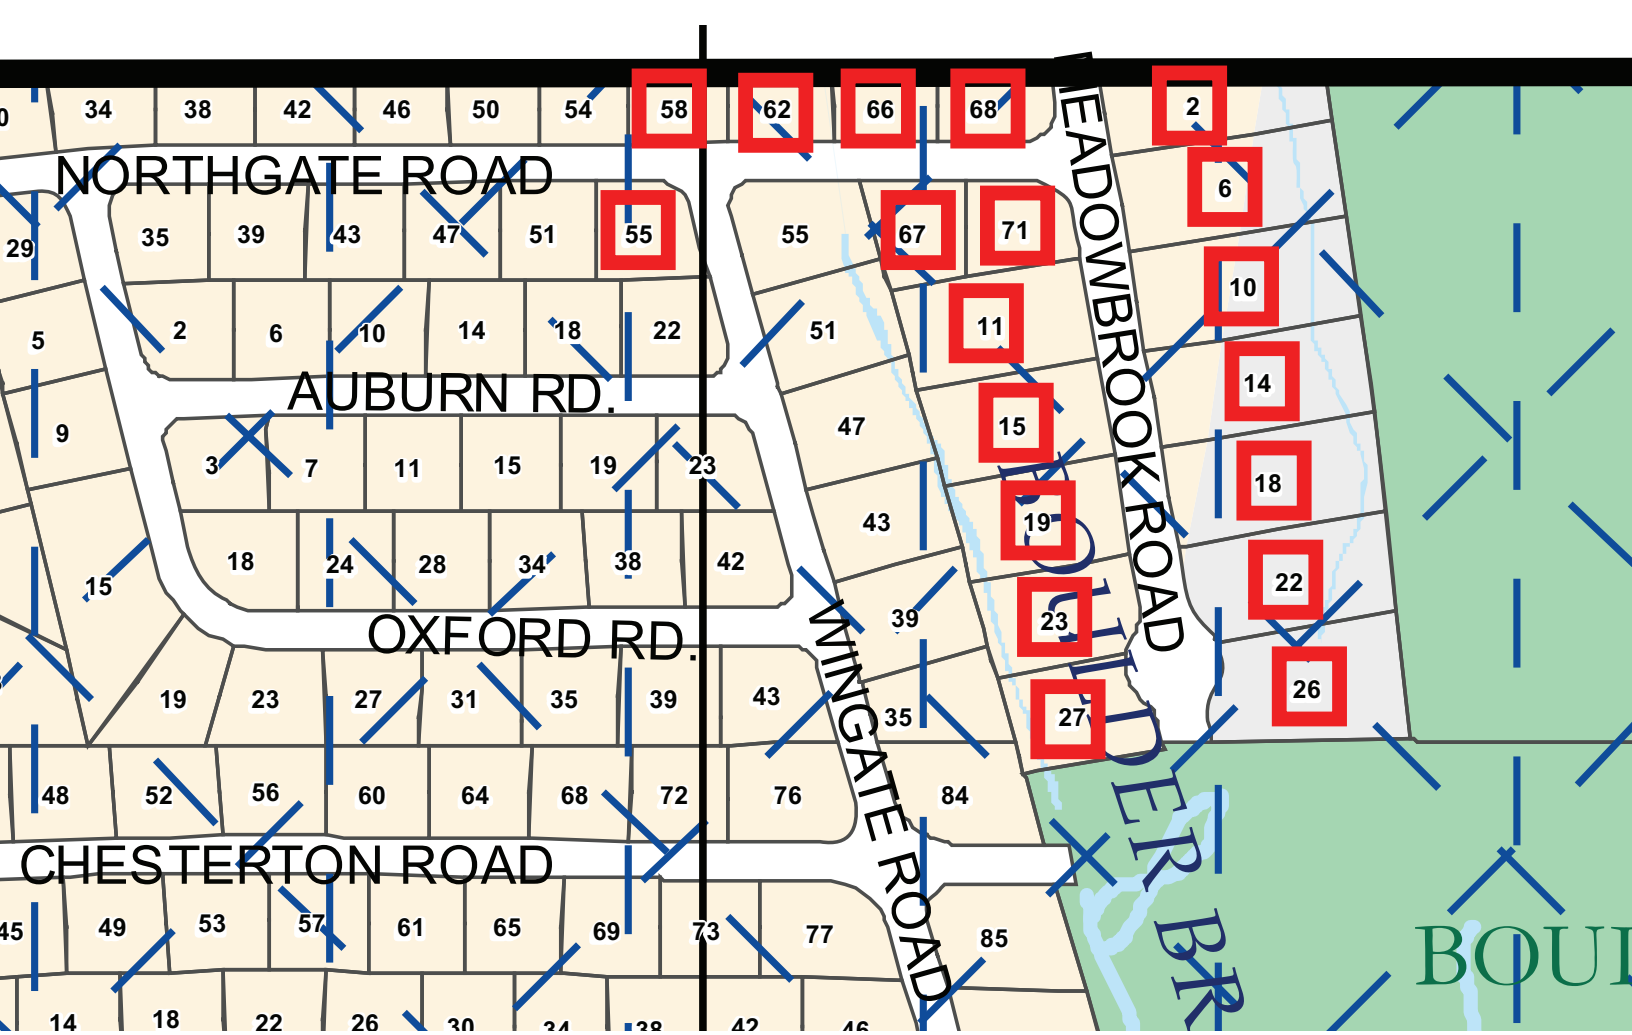 34 38 42 46 50 54 58 62 66 68 2
NORTHGATE ROAD
MEADOWBROOK ROAD
6
29 35 39 43 47 51 55 55 67 71
10
5 2 6 10 14 18 22 51 11
14
AUBURN RD.
9 3 7 11 15 19 23 47 15
18
18 24 28 34 38 42 43 19
22
15
OXFORD RD.
WINGATE ROAD
39 23
26
19 23 27 31 35 39 43 35 27
48 52 56 60 64 68 72 76 84
CHESTERTON ROAD
45 49 53 57 61 65 69 73 77 85
BOUL
14 18 22 26 30 34 38 42 46